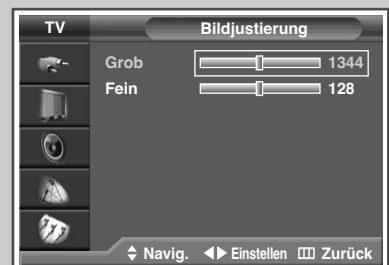 TV Bildjustierung
Grob 1344
Fein 128
Navig. Einstellen Zurück